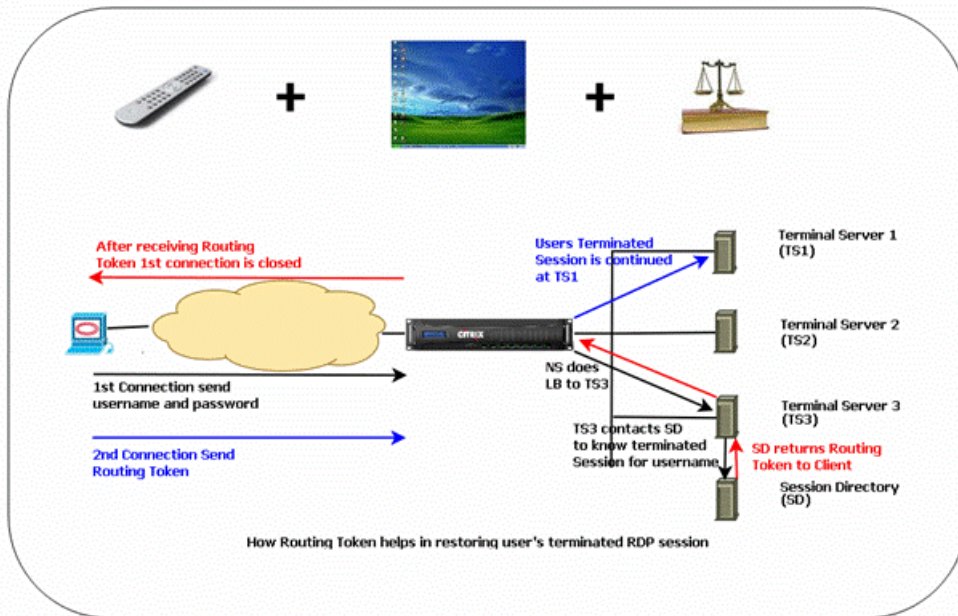 After receiving Routing
Token 1st connection is closed
Users Terminated
Session is continued
at TS1
Terminal Server 1
(TS1)
CITRIX
Terminal Server 2
(TS2)
1st Connection send
username and password
NS does
LB to TS3
Terminal Server 3
(TS3)
2nd Connection Send
Routing Token
TS3 contacts SD
to know terminated
Session for username
SD returns Routing
Token to Client
Session Directory
(SD)
How Routing Token helps in restoring user's terminated RDP session